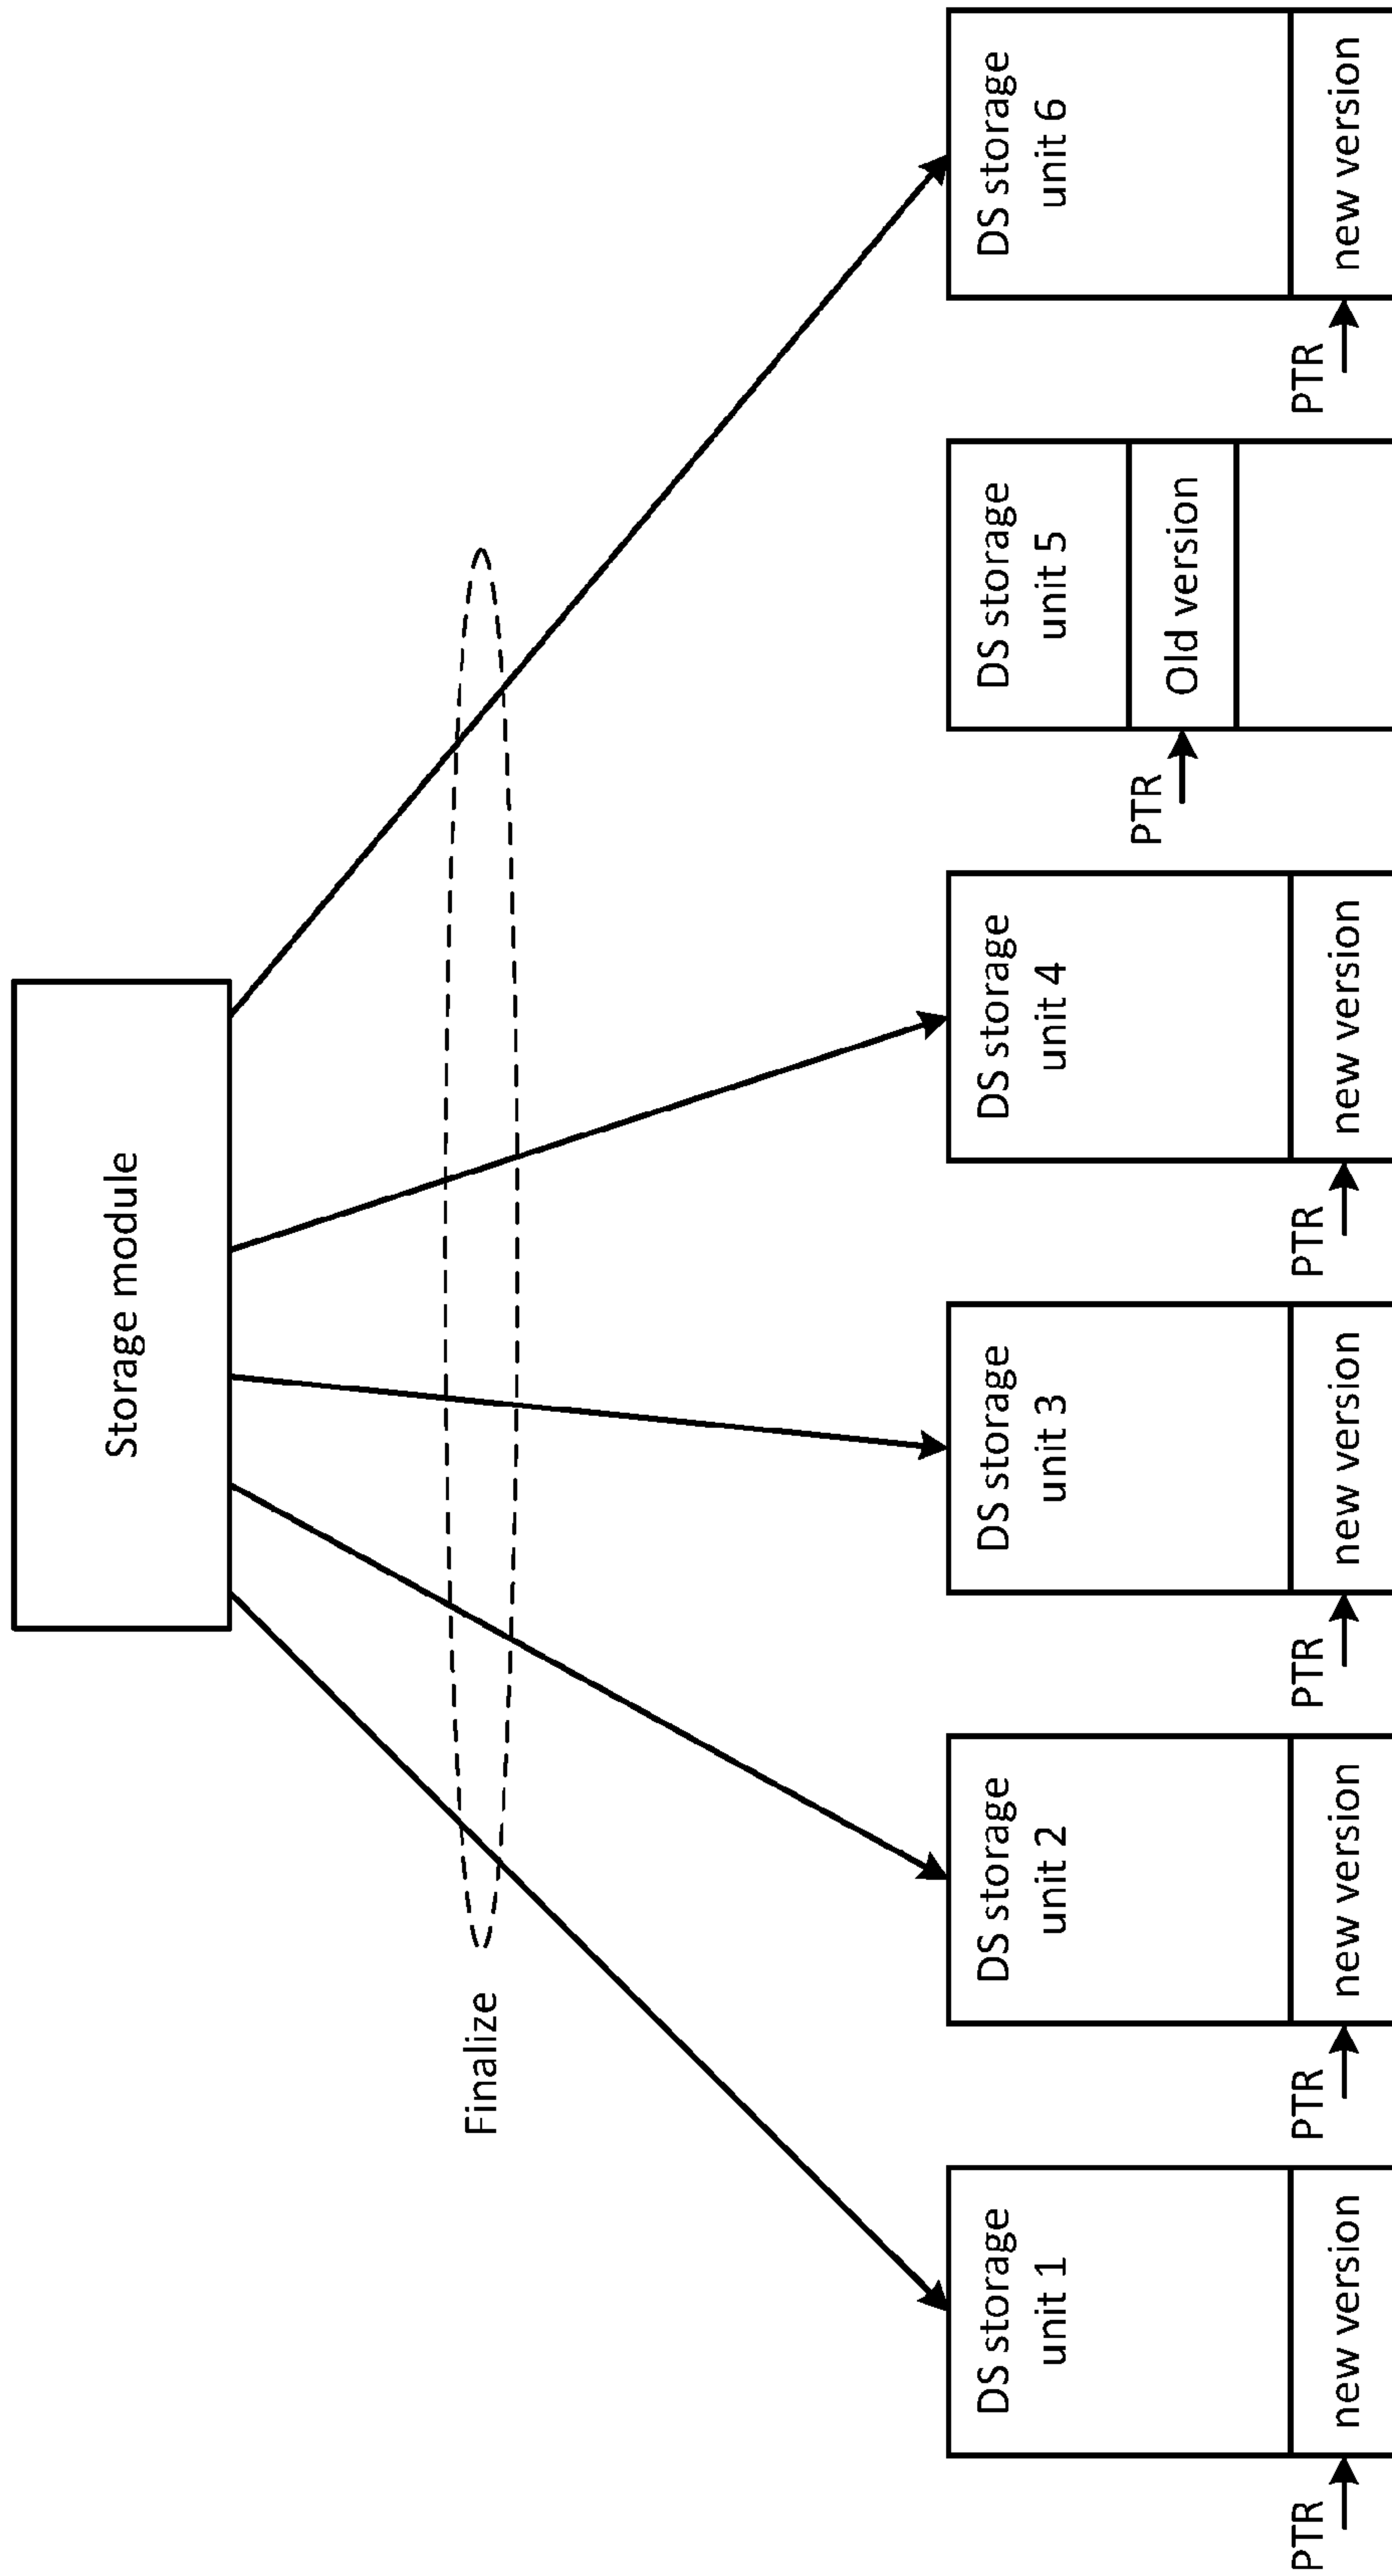 Storage module
Finalize
DS storage
unit 1
DS storage
unit 2
DS storage
unit 3
DS storage
unit 4
DS storage
unit 5
DS storage
unit 6
PTR
Old version
PTR
new version
PTR
new version
PTR
new version
PTR
new version
PTR
new version